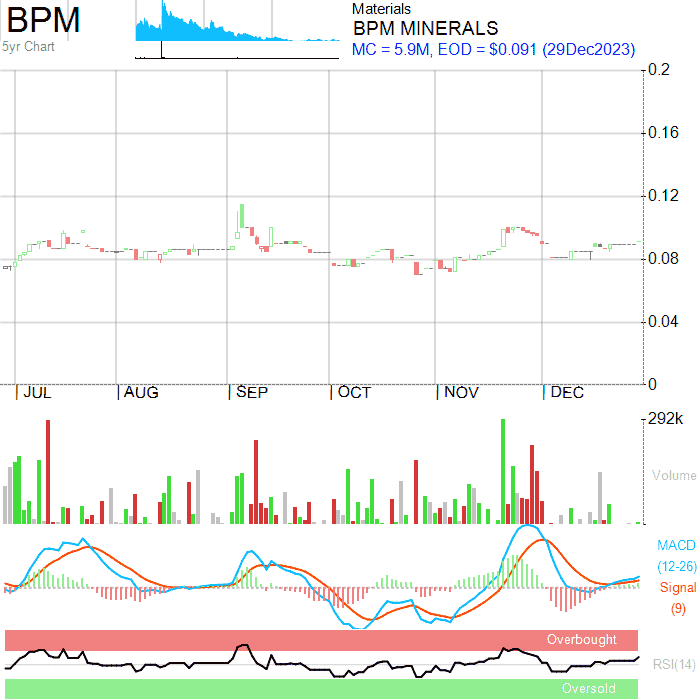 BPM
5yr Chart
Materials
BPM MINERALS
MC = 5.9M, EOD = $0.091 (29Dec2023)
0.2
0.16
0.12
0.08
0.04
0
JUL AUG SEP OCT NOV DEC
292k
Volume
MACD
(12-26)
Signal
(9)
Overbought
RSI(14)
Oversold